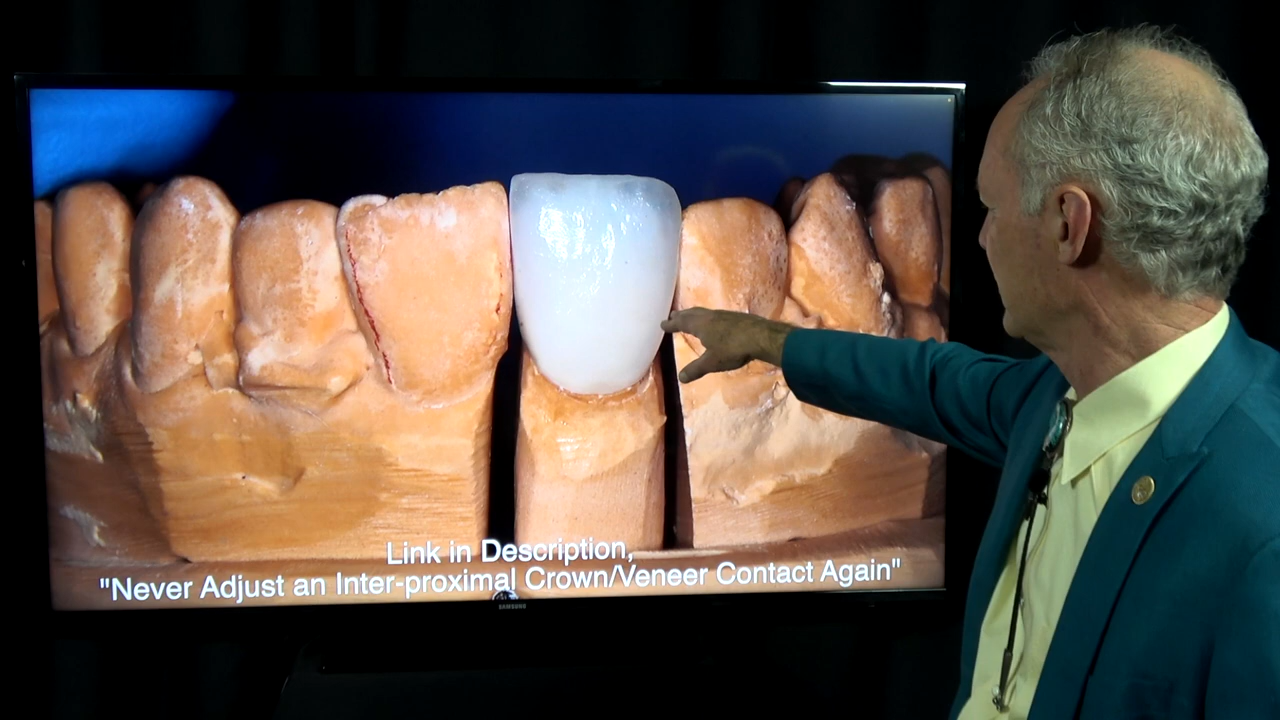 Link in Description,
"Never Adjust an Inter-proximal Crown/Veneer Contact Again"
SAMSUNG